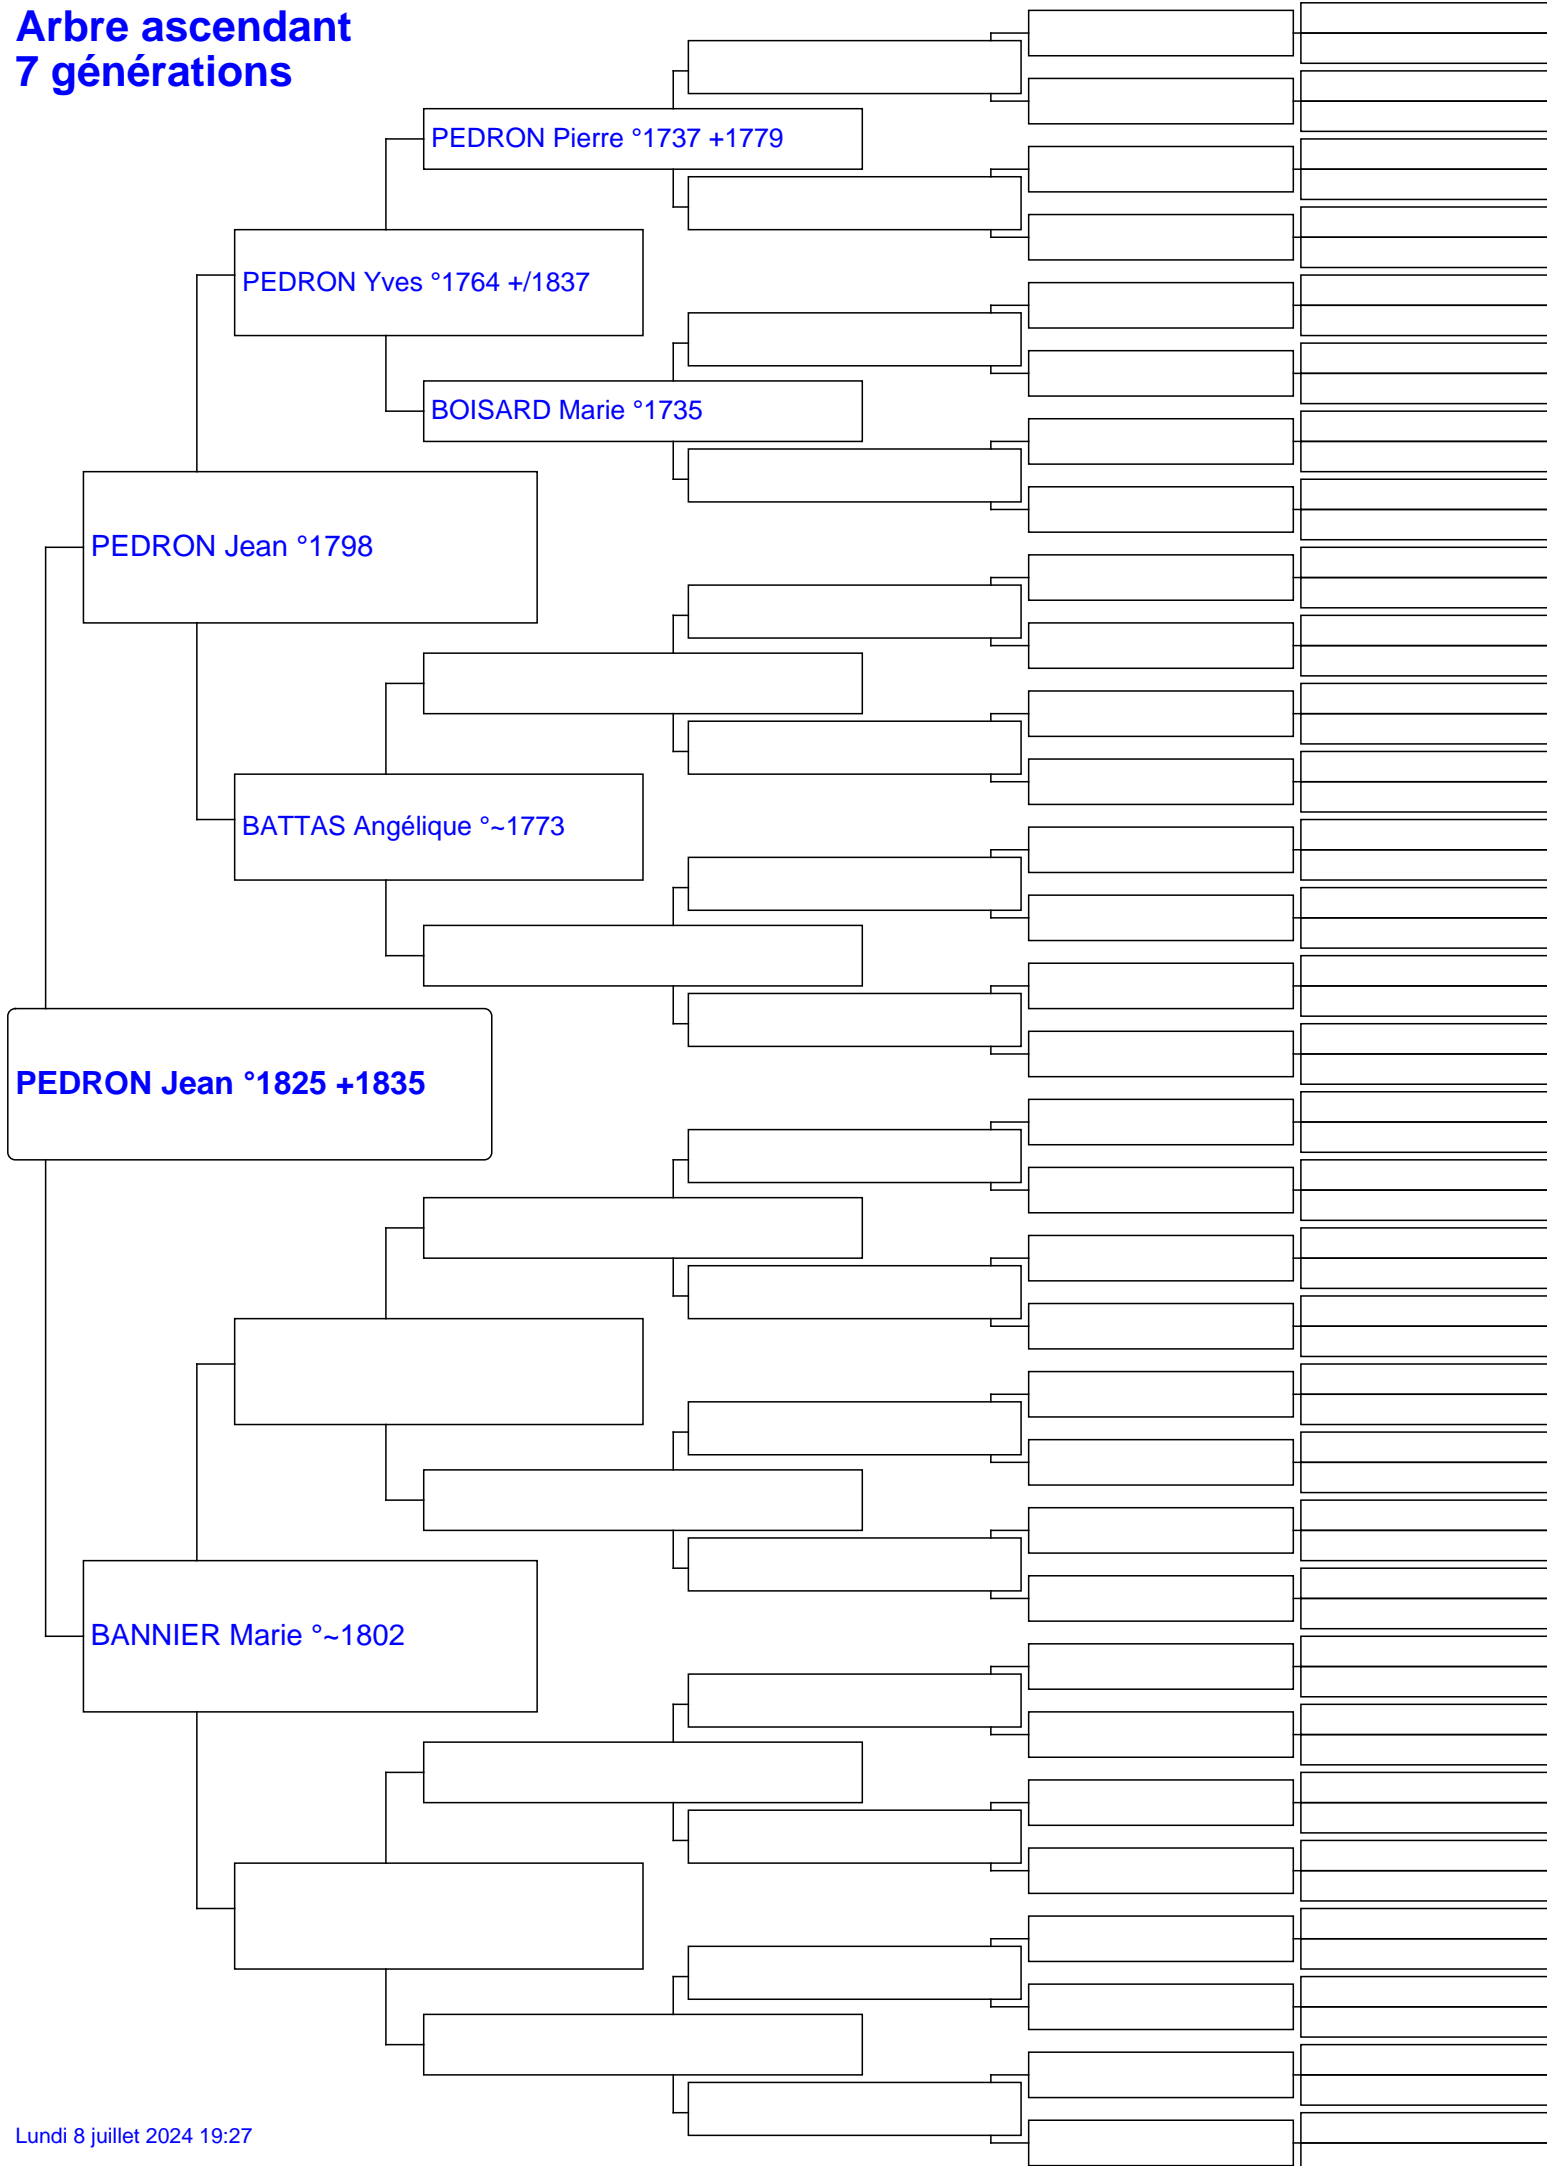 Arbre ascendant
7 générations
PEDRON Pierre °1737 +1779
PEDRON Yves °1764 +/1837
BOISARD Marie °1735
PEDRON Jean °1798
BATTAS Angélique °~1773
PEDRON Jean °1825 +1835
BANNIER Marie °~1802
Lundi 8 juillet 2024 19:27